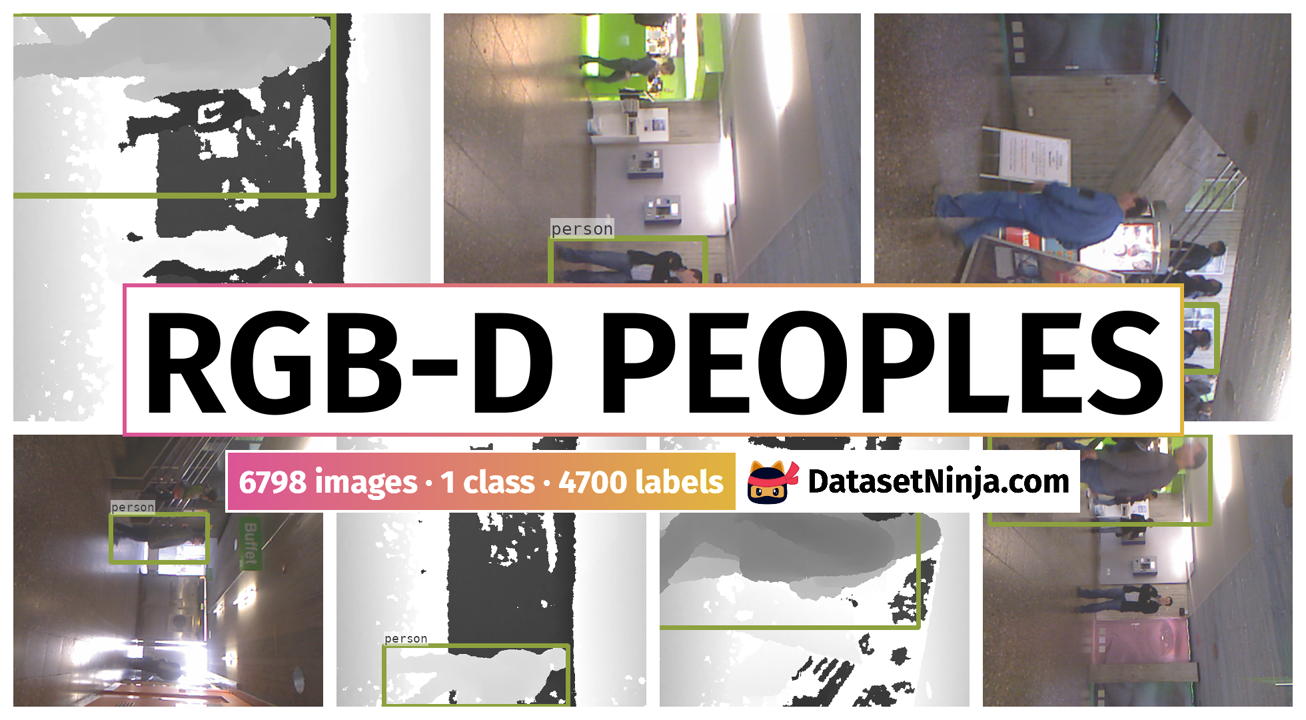 person
RGB-D PEOPLES
6798 images · 1 class · 4700 labels
DatasetNinja.com
person
Buffet
person